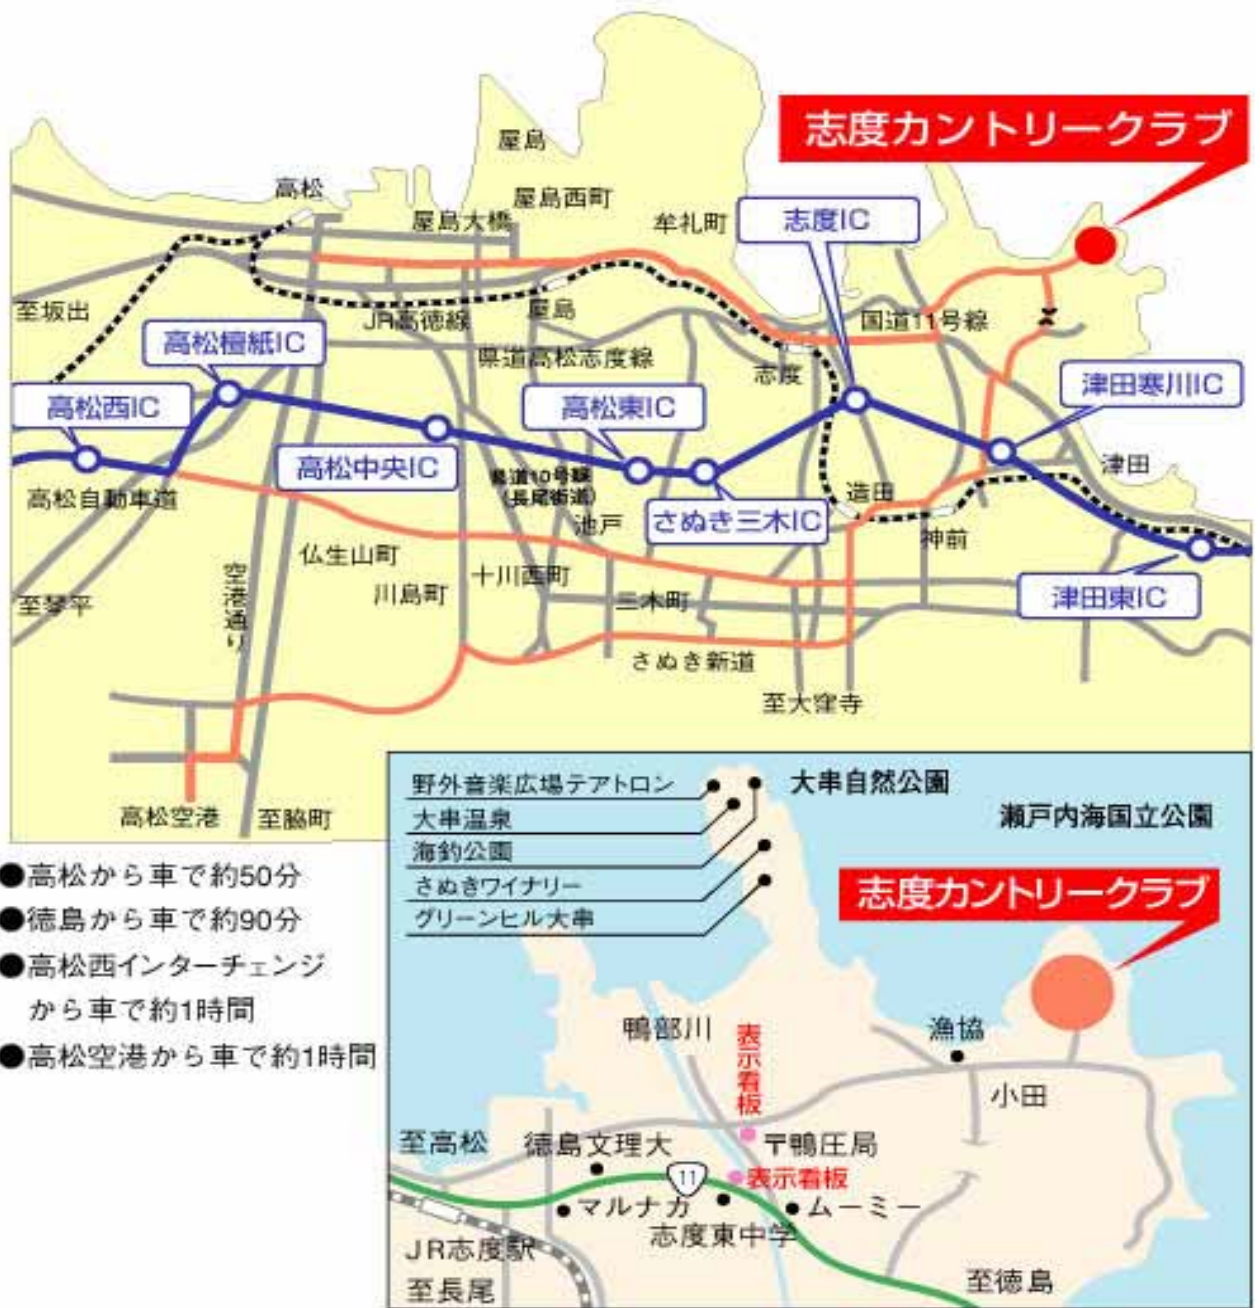 志度カントリークラブ
屋島
高松
屋島西町
屋島大橋
牟礼町
志度IC
至坂出
JR高徳線
屋島
国道11号線
高松檀紙IC
県道高松志度線
志度
津田寒川IC
高松西IC
高松東IC
高松中央IC
県道10号線
(長尾街道)
津田
高松自動車道
造田
池戸
さぬき三木IC
神前
仏生山町
空港通り
川島町
十川西町
三木町
津田東IC
至琴平
さぬき新道
至大窪寺
高松空港
至脇町
●高松から車で約50分
●徳島から車で約90分
●高松西インターチェンジ
から車で約1時間
●高松空港から車で約1時間
野外音楽広場テアトロン
大串自然公園
大串温泉
瀬戸内海国立公園
海釣公園
さぬきワイナリー
グリーンヒル大串
志度カントリークラブ
鴨部川
表示看板
漁協
小田
至高松
徳島文理大
〒鴨圧局
11
表示看板
マルナカ
ムーミー
志度東中学
JR志度駅
至長尾
至徳島